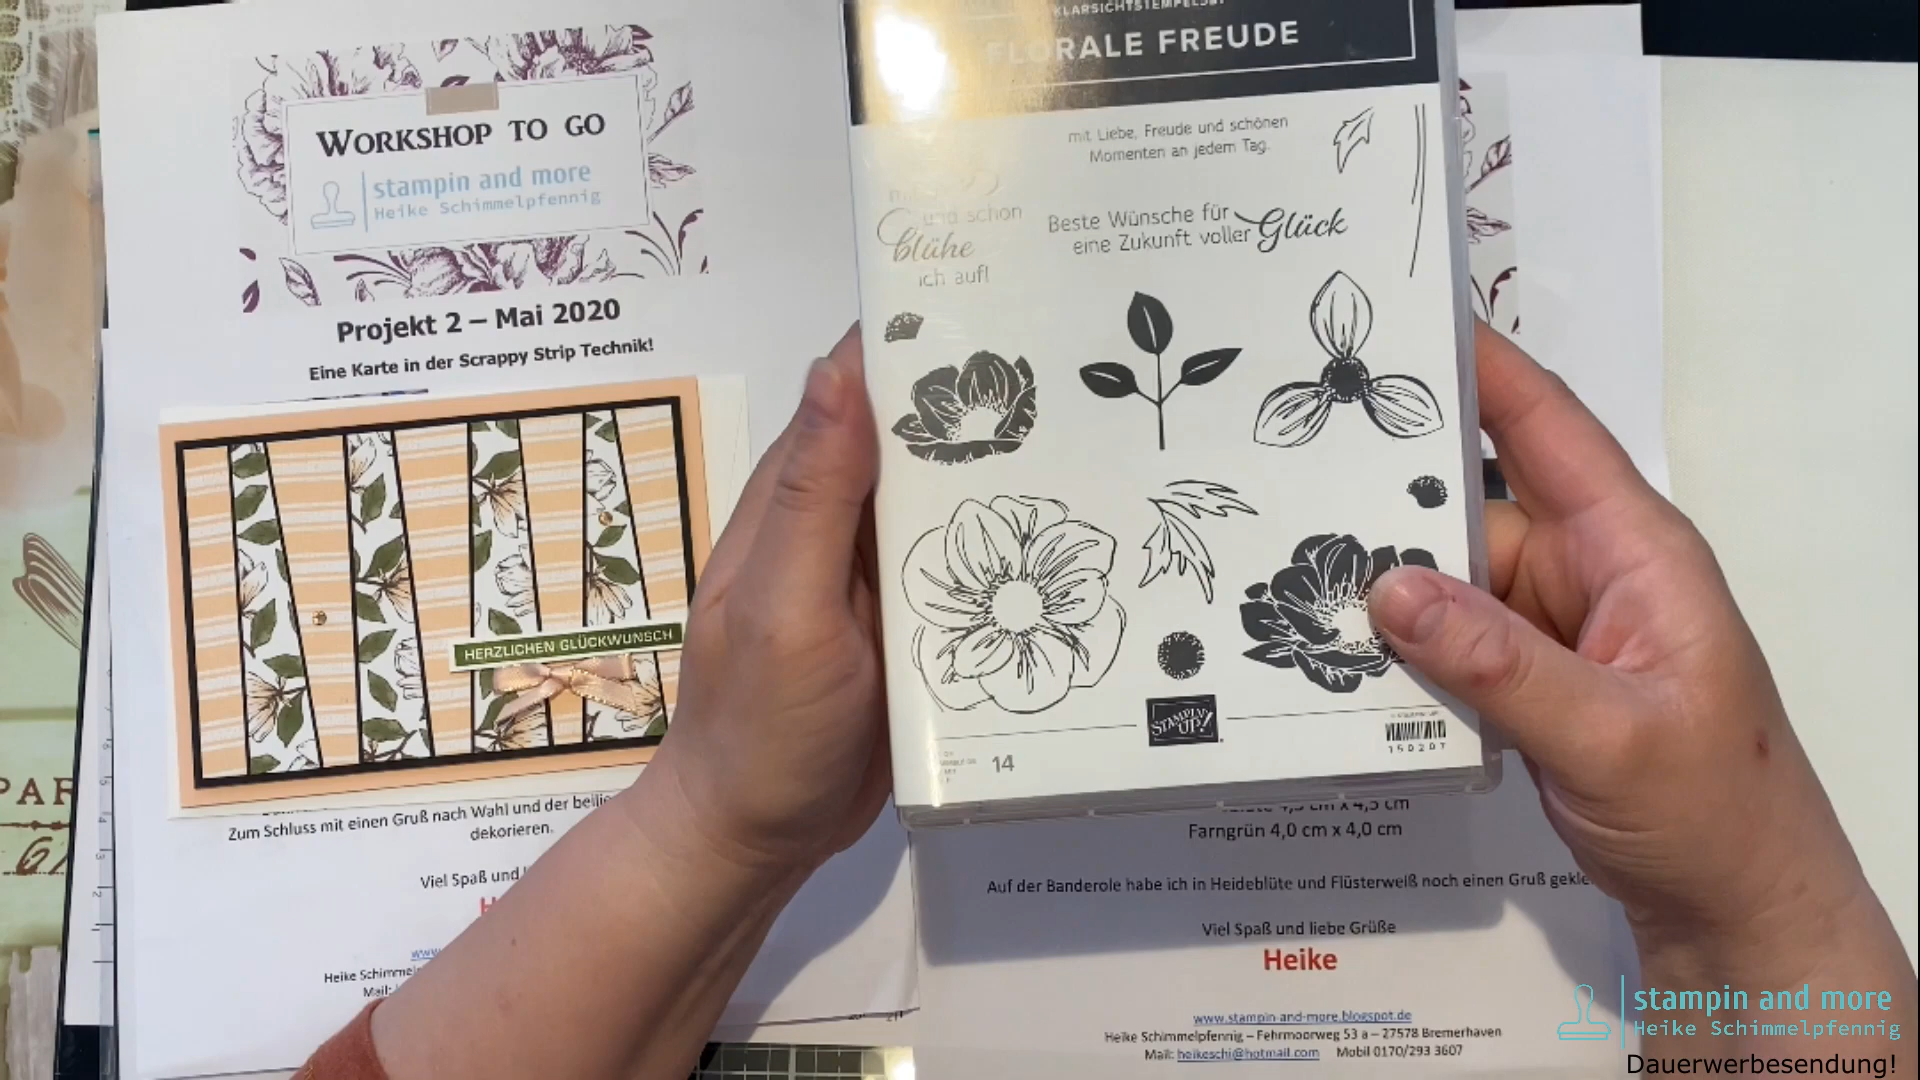 WORKSHOP TO GO
stampin and more
Heike Schimmelpfennig
Projekt 2 – Mai 2020
Eine Karte in der Scrappy Strip Technik!
HERZLICHEN GLÜCKWUNSCH
Zum Schluss mit einen Gruß nach Wahl und der
dekorieren.
Viel Spaß und
Heike
Mail:
KLARSICHTSTEMPELSET
FLORALE FREUDE
mit Liebe, Freude und schönen
Momenten an jedem Tag.
und schon
blühe
ich auf!
Beste Wünsche für
eine Zukunft voller Glück
STAMPIN' UP!
14
150207
Farngrün 4,0 cm x 4,0 cm
Auf der Banderole habe ich in Heideblüte und Flüsterweiß noch einen Gruß
Viel Spaß und liebe Grüße
Heike
www.stampin-and-more.blogspot.de
Heike Schimmelpfennig – Fehrmoorweg 53 a – 27578 Bremerhaven
Mail: heikeschi@hotmail.com Mobil 0170/293 3607
stampin and more
Heike Schimmelpfennig
Dauerwerbesendung!